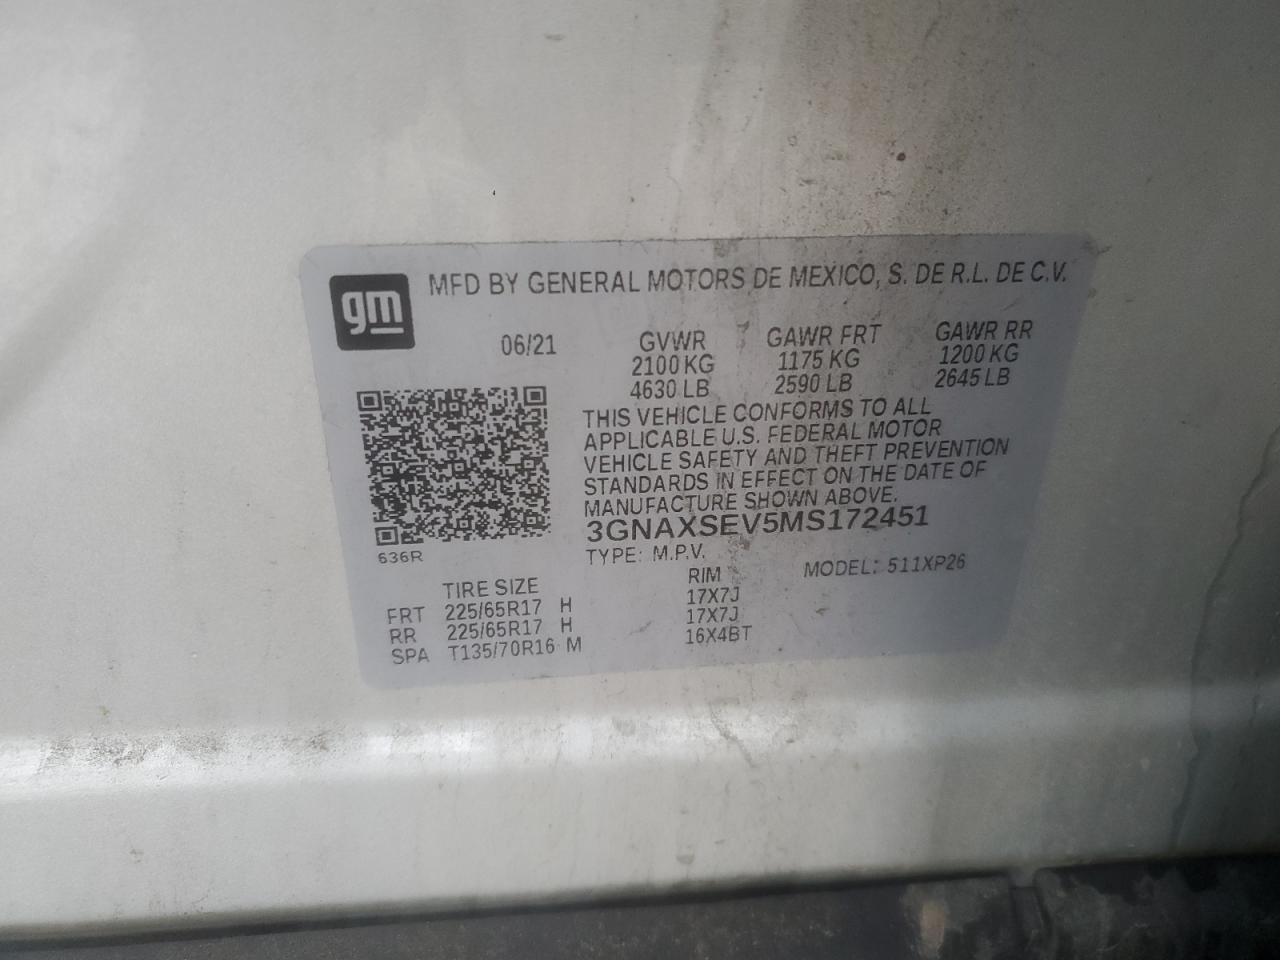 gm
MFD BY GENERAL MOTORS DE MEXICO, S. DE R.L. DE C.V.
06/21 GVWR GAWR FRT GAWR RR
2100 KG 1175 KG 1200 KG
4630 LB 2590 LB 2645 LB
THIS VEHICLE CONFORMS TO ALL
APPLICABLE U.S. FEDERAL MOTOR
VEHICLE SAFETY AND THEFT PREVENTION
STANDARDS IN EFFECT ON THE DATE OF
MANUFACTURE SHOWN ABOVE.
3GNAXSEV5MS172451
636R
TYPE: M.P.V. MODEL: 511XP26
TIRE SIZE RIM
FRT 225/65R17 H 17X7J
RR 225/65R17 H 17X7J
SPA T135/70R16 M 16X4BT